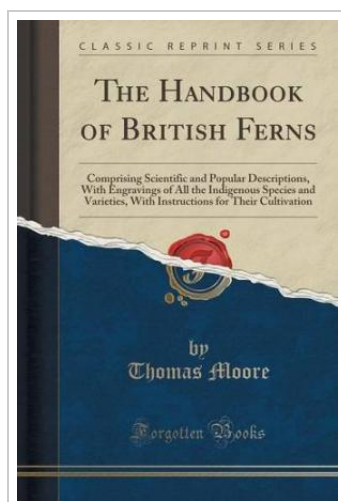 CLASSIC REPRINT SERIES
THE HANDBOOK
OF BRITISH FERNS
Comprising Scientific and Popular Descriptions,
With Engravings of All the Indigenous Species and
Varieties, With Instructions for Their Cultivation
by
Thomas Moore
Forgotten Books